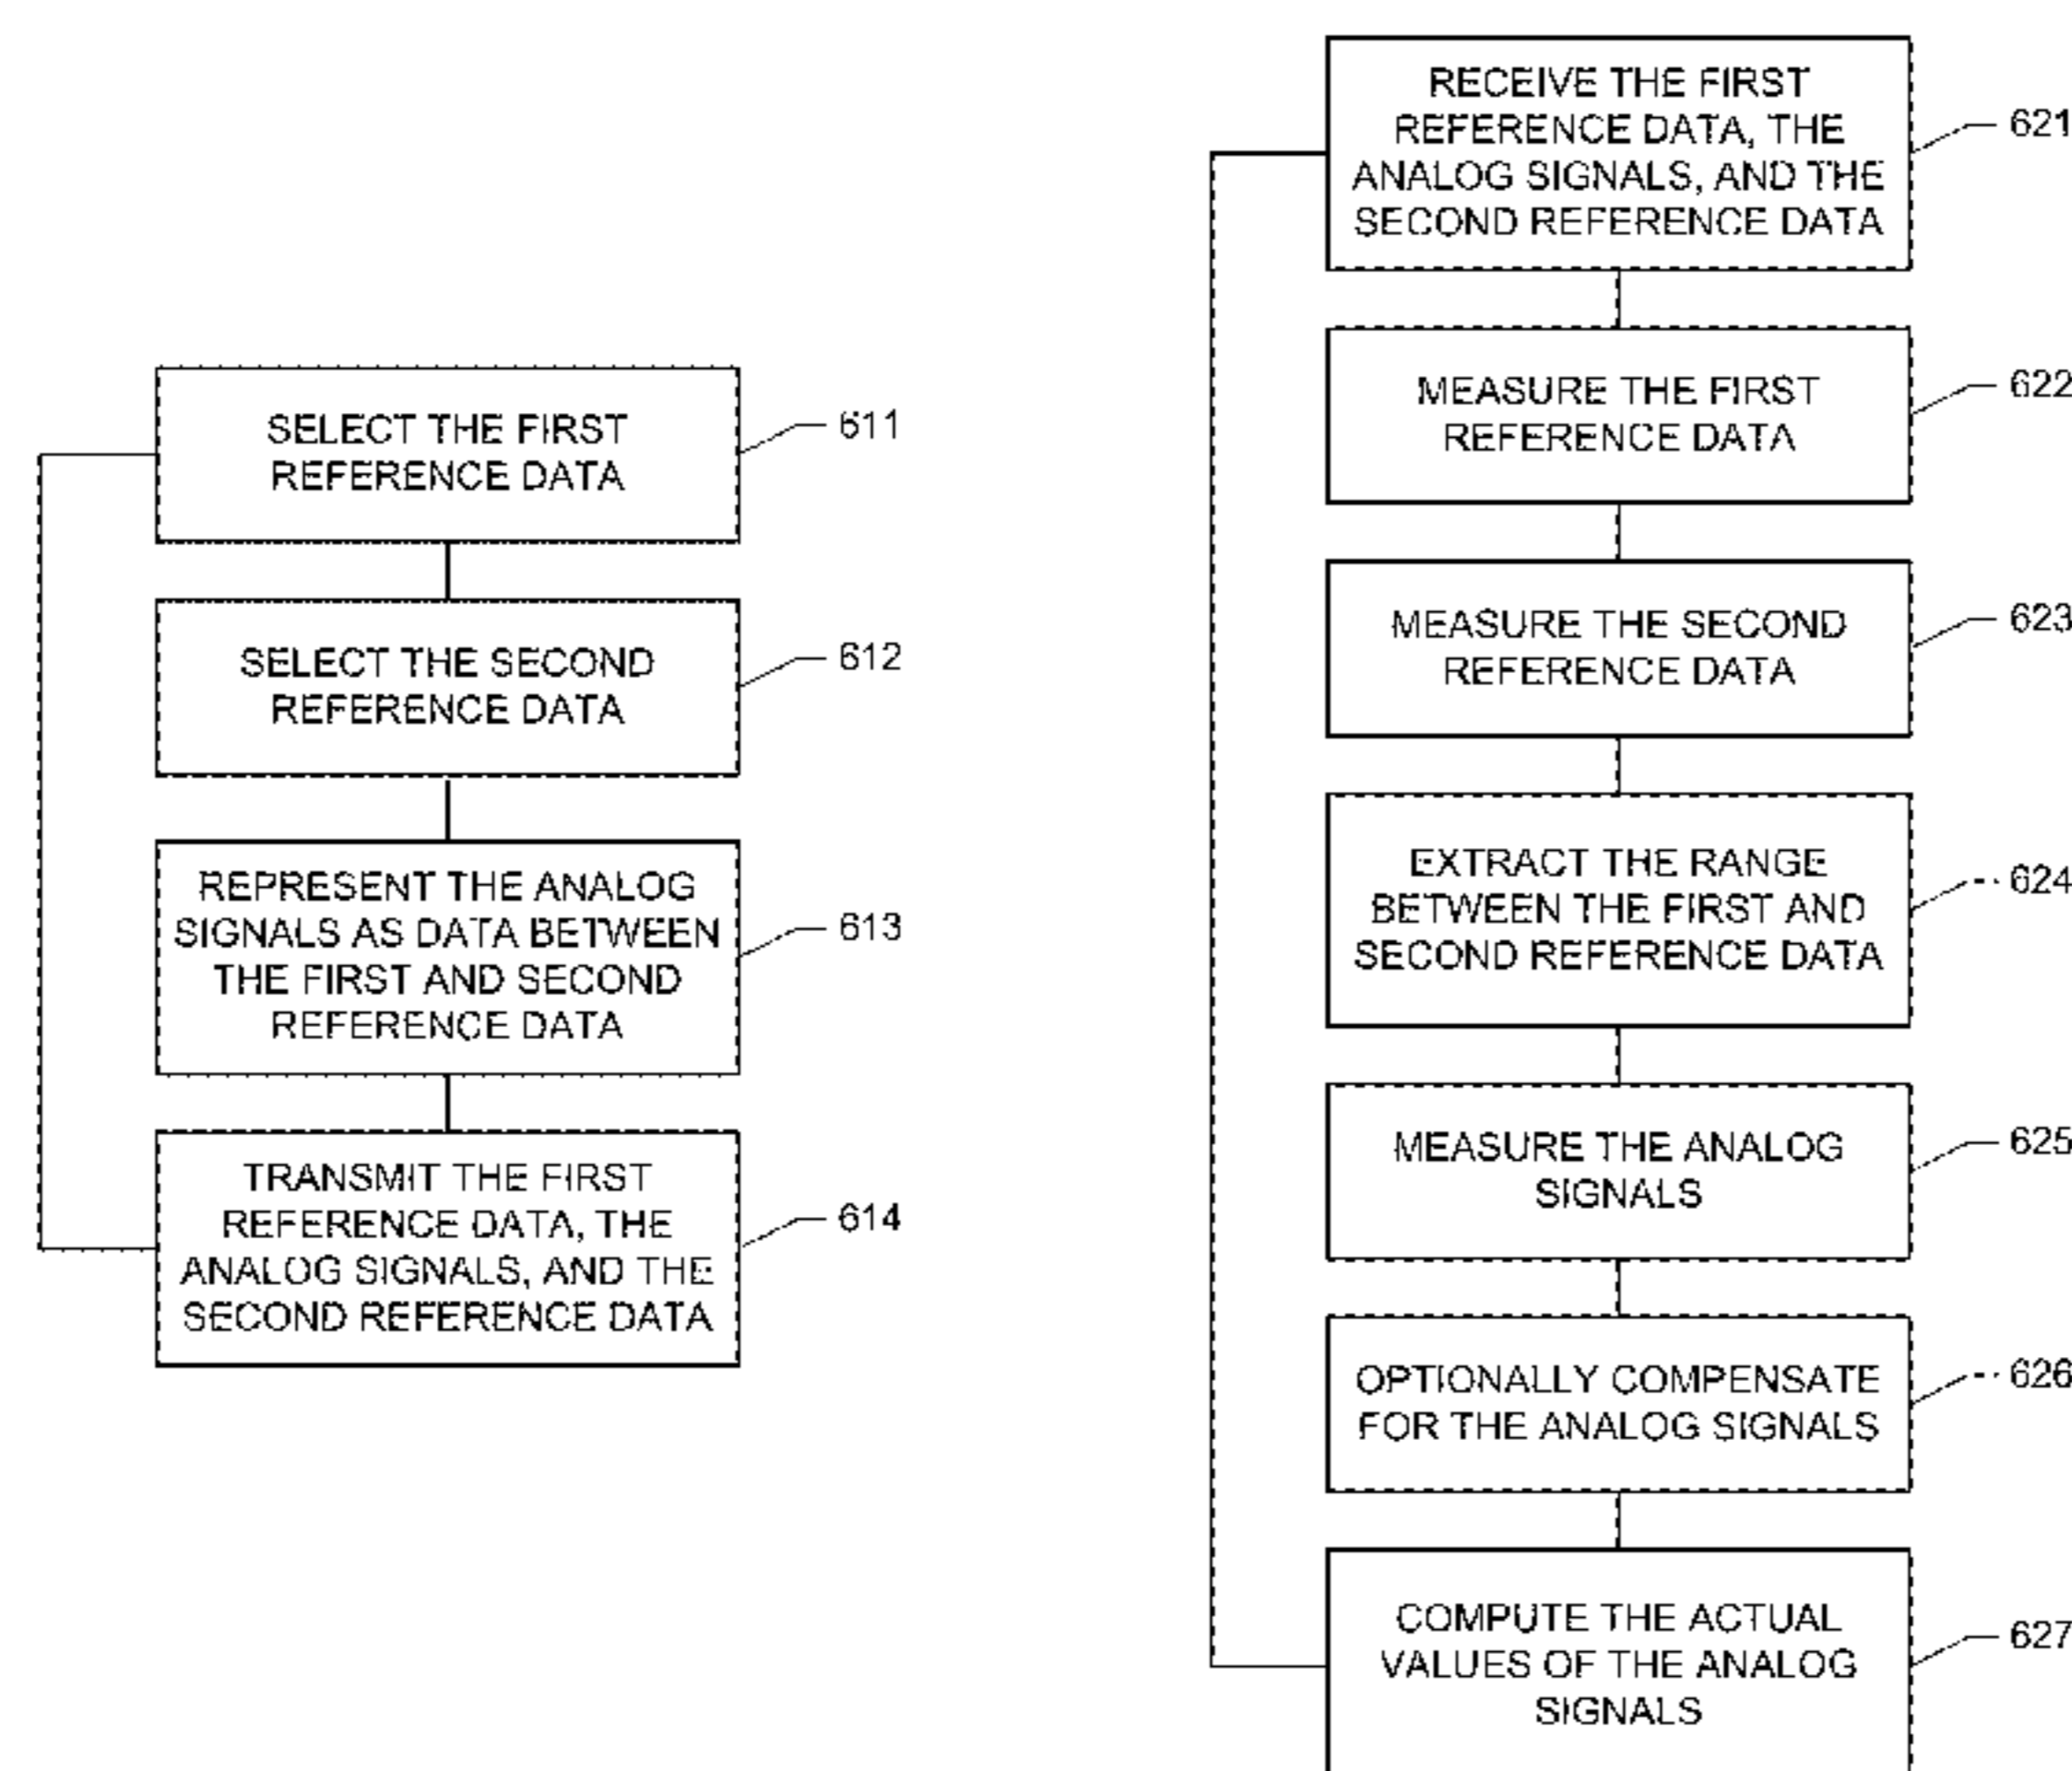 SELECT THE FIRST
REFERENCE DATA
611
SELECT THE SECOND
REFERENCE DATA
612
REPRESENT THE ANALOG
SIGNALS AS DATA BETWEEN
THE FIRST AND SECOND
REFERENCE DATA
613
TRANSMIT THE FIRST
REFERENCE DATA, THE
ANALOG SIGNALS, AND THE
SECOND REFERENCE DATA
614
RECEIVE THE FIRST
REFERENCE DATA, THE
ANALOG SIGNALS, AND THE
SECOND REFERENCE DATA
621
MEASURE THE FIRST
REFERENCE DATA
622
MEASURE THE SECOND
REFERENCE DATA
623
EXTRACT THE RANGE
BETWEEN THE FIRST AND
SECOND REFERENCE DATA
624
MEASURE THE ANALOG
SIGNALS
625
OPTIONALLY COMPENSATE
FOR THE ANALOG SIGNALS
626
COMPUTE THE ACTUAL
VALUES OF THE ANALOG
SIGNALS
627